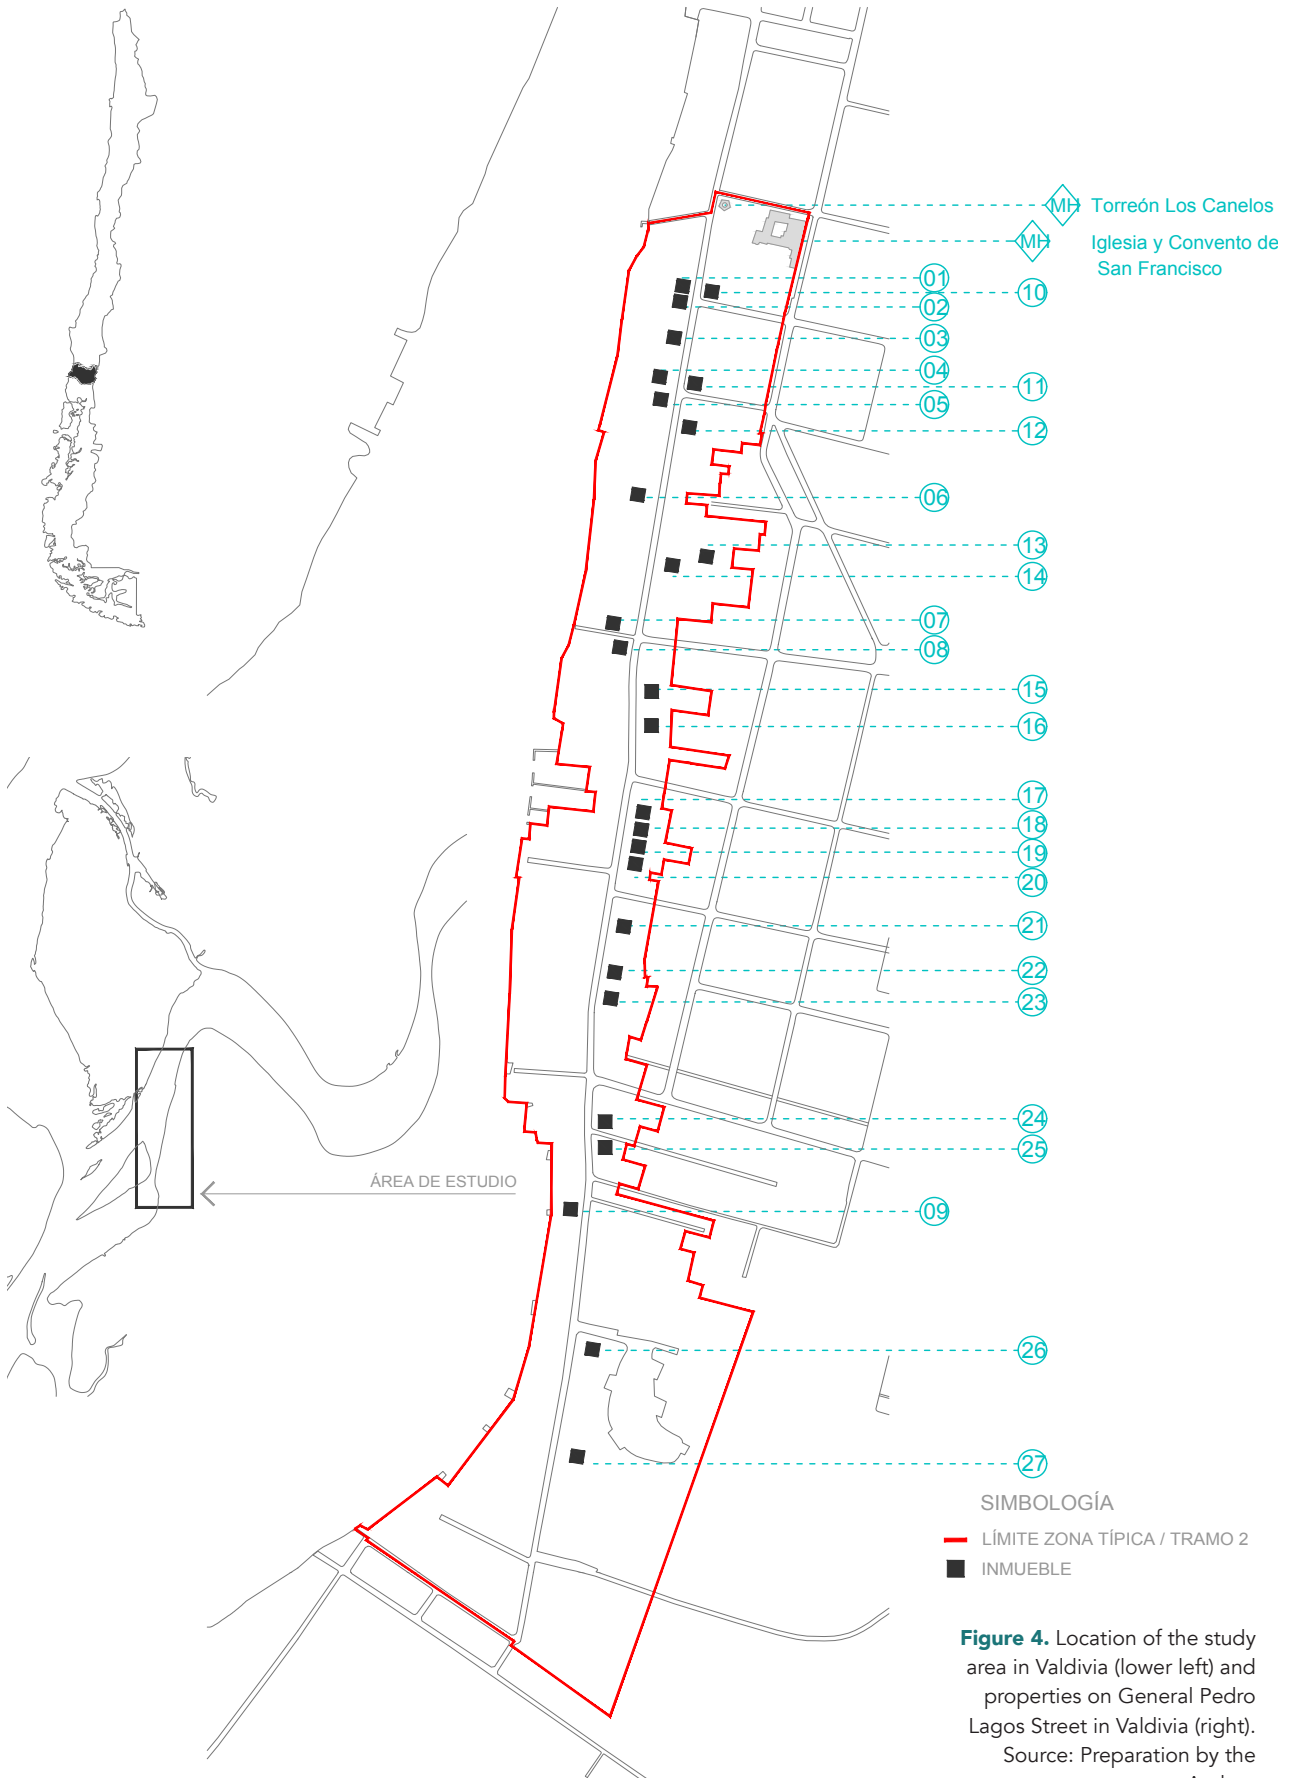 MH Torreón Los Canelos
MH Iglesia y Convento de
San Francisco
01
10
02
03
04
11
05
12
06
13
14
07
08
15
16
17
18
19
20
21
22
23
24
25
ÁREA DE ESTUDIO
09
26
27
SIMBOLOGÍA
LÍMITE ZONA TÍPICA / TRAMO 2
INMUEBLE
Figure 4. Location of the study
area in Valdivia (lower left) and
properties on General Pedro
Lagos Street in Valdivia (right).
Source: Preparation by the